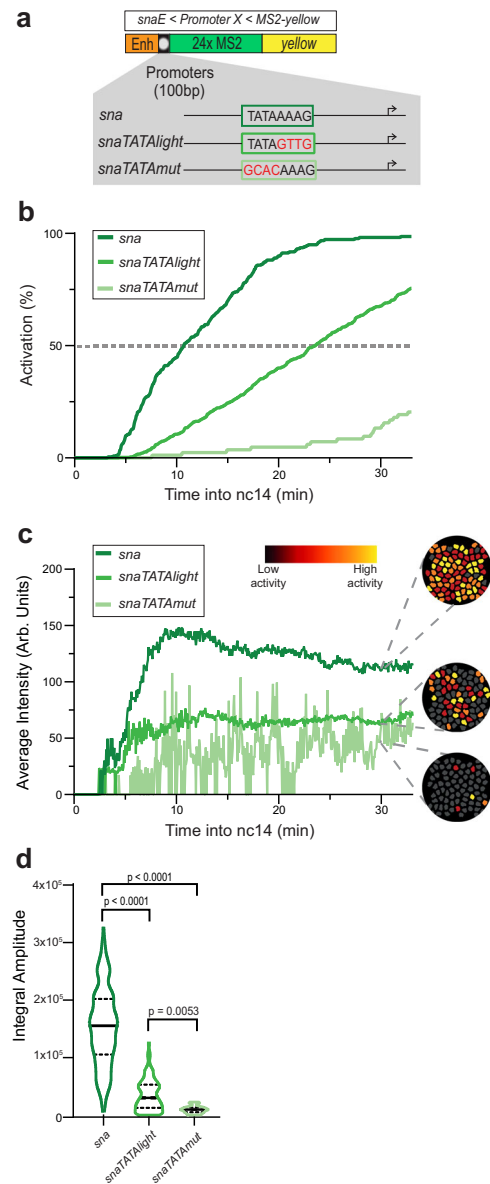 a
snaE < Promoter X < MS2-yellow
Enh 24x MS2 yellow
Promoters
(100bp)
sna TATAAAAG
snaTATAlight TATAGTTG
snaTATAmut GCACAAAG
b
sna
snaTATAlight
snaTATAmut
Activation (%)
100
50
0
0 10 20 30
Time into nc14 (min)
c
sna
snaTATAlight
snaTATAmut
Low
activity
High
activity
Average Intensity (Arb. Units)
200
150
100
50
0
0 10 20 30
Time into nc14 (min)
d
p < 0.0001
p < 0.0001
p = 0.0053
Integral Amplitude
4x10⁵
3x10⁵
2x10⁵
1x10⁵
0
sna
snaTATAlight
snaTATAmut